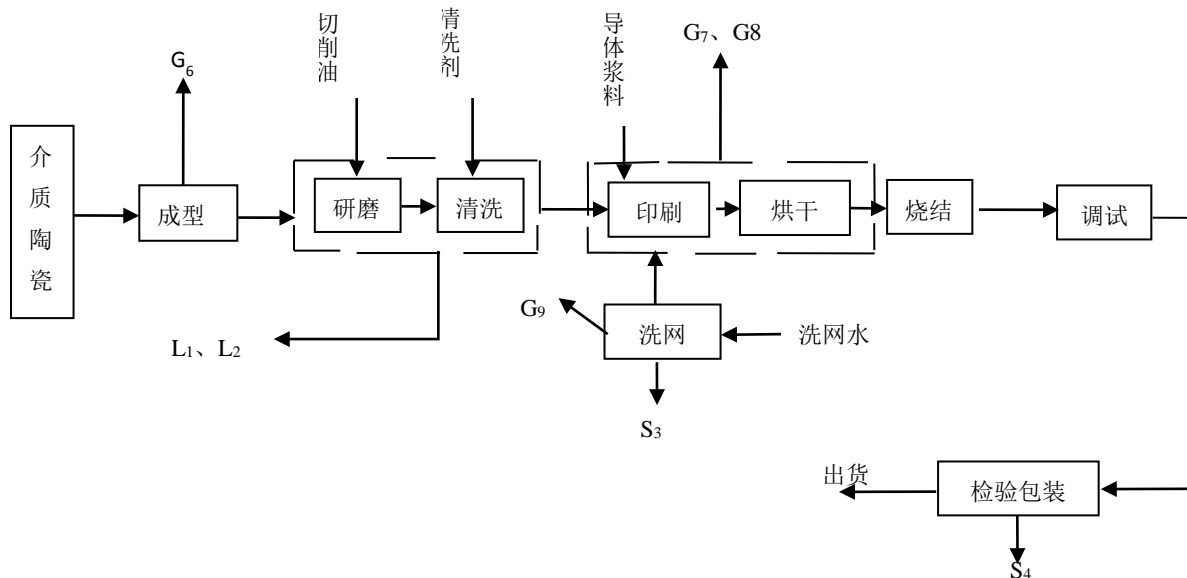 切削油
清洗剂
导体浆料
G₇、G8
G₆
介质陶瓷
成型
研磨
清洗
印刷
烘干
烧结
调试
G₉
洗网
洗网水
L₁、L₂
S₃
出货
检验包装
S₄